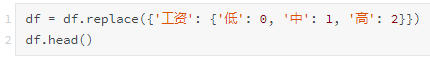 1 df = df.replace({'工资': {'低': 0, '中': 1, '高': 2}})
2 df.head()